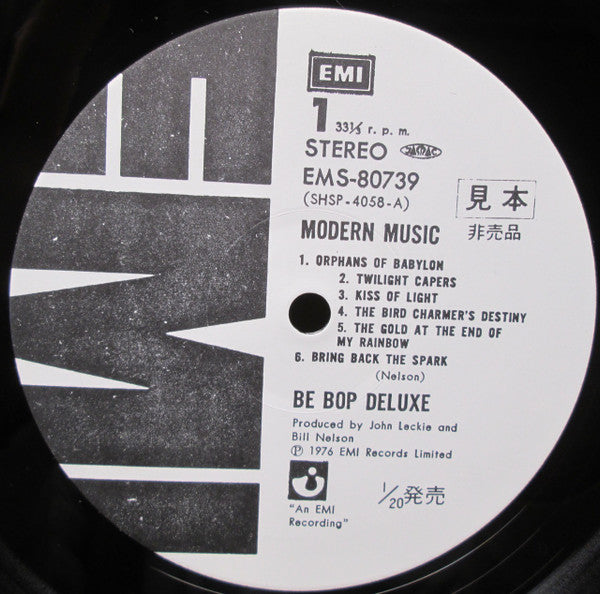 EMI
EMI
1
33⅓ r. p. m.
STEREO JASRAC
EMS-80739
(SHSP-4058-A)
見本
MODERN MUSIC
非売品
1. ORPHANS OF BABYLON
2. TWILIGHT CAPERS
3. KISS OF LIGHT
4. THE BIRD CHARMER'S DESTINY
5. THE GOLD AT THE END OF
MY RAINBOW
6. BRING BACK THE SPARK
(Nelson)
BE BOP DELUXE
Produced by John Leckie and
Bill Nelson
Ⓟ 1976 EMI Records Limited
1/20発売
"An EMI
Recording"